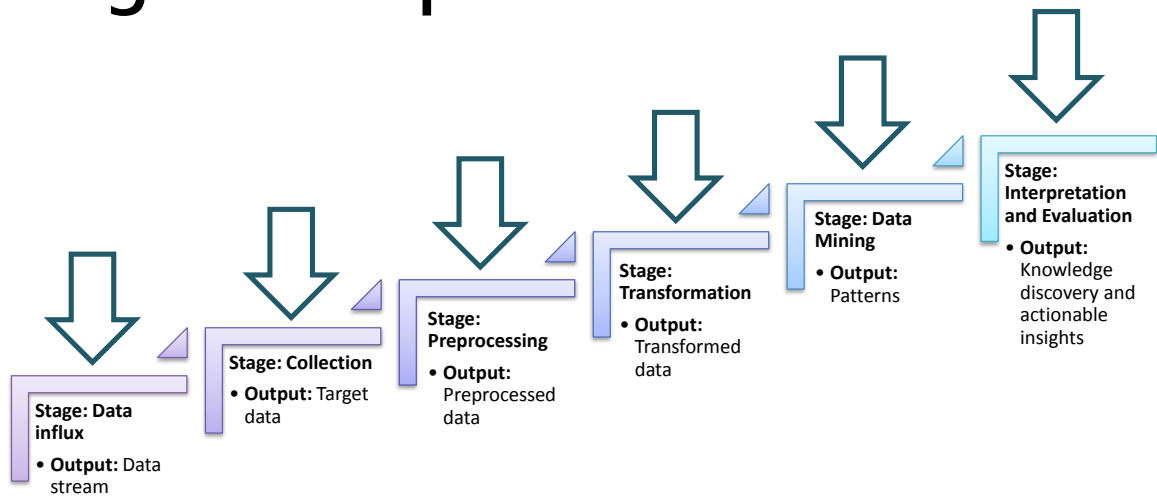 Stage: Data
influx
• Output: Data
stream
Stage: Collection
• Output: Target
data
Stage:
Preprocessing
• Output:
Preprocessed
data
Stage:
Transformation
• Output:
Transformed
data
Stage: Data
Mining
• Output:
Patterns
Stage:
Interpretation
and Evaluation
• Output:
Knowledge
discovery and
actionable
insights